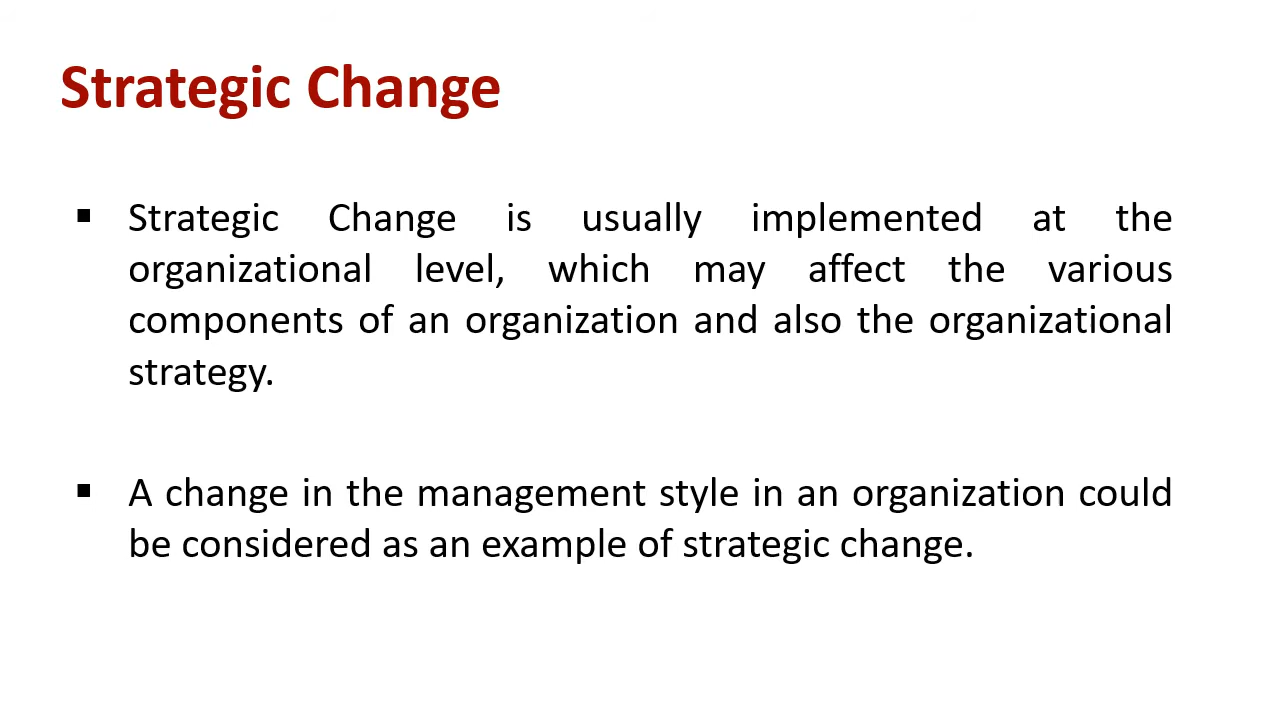 Strategic Change
▪ Strategic Change is usually implemented at the
organizational level, which may affect the various
components of an organization and also the organizational
strategy.
▪ A change in the management style in an organization could
be considered as an example of strategic change.